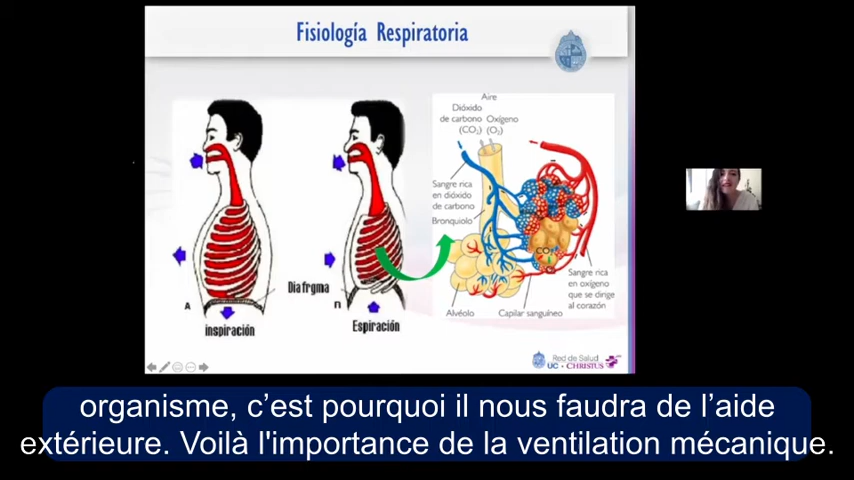 Fisiología Respiratoria
Aire
Dióxido
de carbono
(CO₂)
Oxígeno
(O₂)
Sangre rica
en dióxido
de carbono
Bronquiolo
CO₂
Alvéolo
Capilar sanguíneo
Sangre rica
en oxígeno
que se dirige
al corazón
Diafrgma
A
inspiración
n
Espiración
Red de Salud
UC · CHRISTUS
organisme, c’est pourquoi il nous faudra de l’aide
extérieure. Voilà l'importance de la ventilation mécanique.